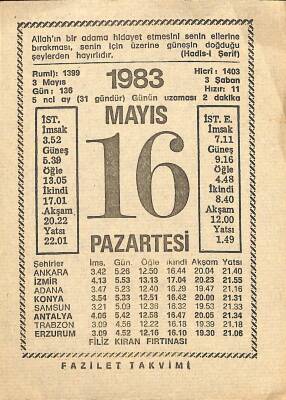 Allah'ın bir adama hidayet etmesini senin ellerine
bırakması, senin için üzerine güneşin doğduğu
şeylerden hayırlıdır. (Hadîs-i Şerif)
Rumî: 1399
3 Mayıs
Gün: 136
1983
Hicrî: 1403
3 Şaban
Hızır: 11
5 nci ay (31 gündür) Günün uzaması 2 dakika
MAYIS
İST.
İmsak
3.52
Güneş
5.39
Öğle
13.05
İkindi
17.01
Akşam
20.22
Yatsı
22.01
16
İST. E.
İmsak
7.11
Güneş
9.16
Öğle
4.48
İkindi
8.40
Akşam
12.00
Yatsı
1.49
PAZARTESİ
Şehirler İms. Gün. Öğle İkindi Akşam Yatsı
ANKARA 3.42 5.26 12.50 16.44 20.04 21.40
İZMİR 4.13 5.53 13.13 17.04 20.23 21.55
ADANA 3.47 5.23 12.40 16.29 19.47 21.16
KONYA 3.54 5.33 12.51 16.42 20.00 21.31
SAMSUN 3.21 5.09 12.36 16.32 19.53 21.33
ANTALYA 4.06 5.42 12.58 16.47 20.05 21.34
TRABZON 3.09 4.56 12.22 16.18 19.39 21.18
ERZURUM 3.09 4.52 12.16 16.10 19.30 21.06
FİLİZ KIRAN FIRTINASI
FAZİLET TAKVİMİ